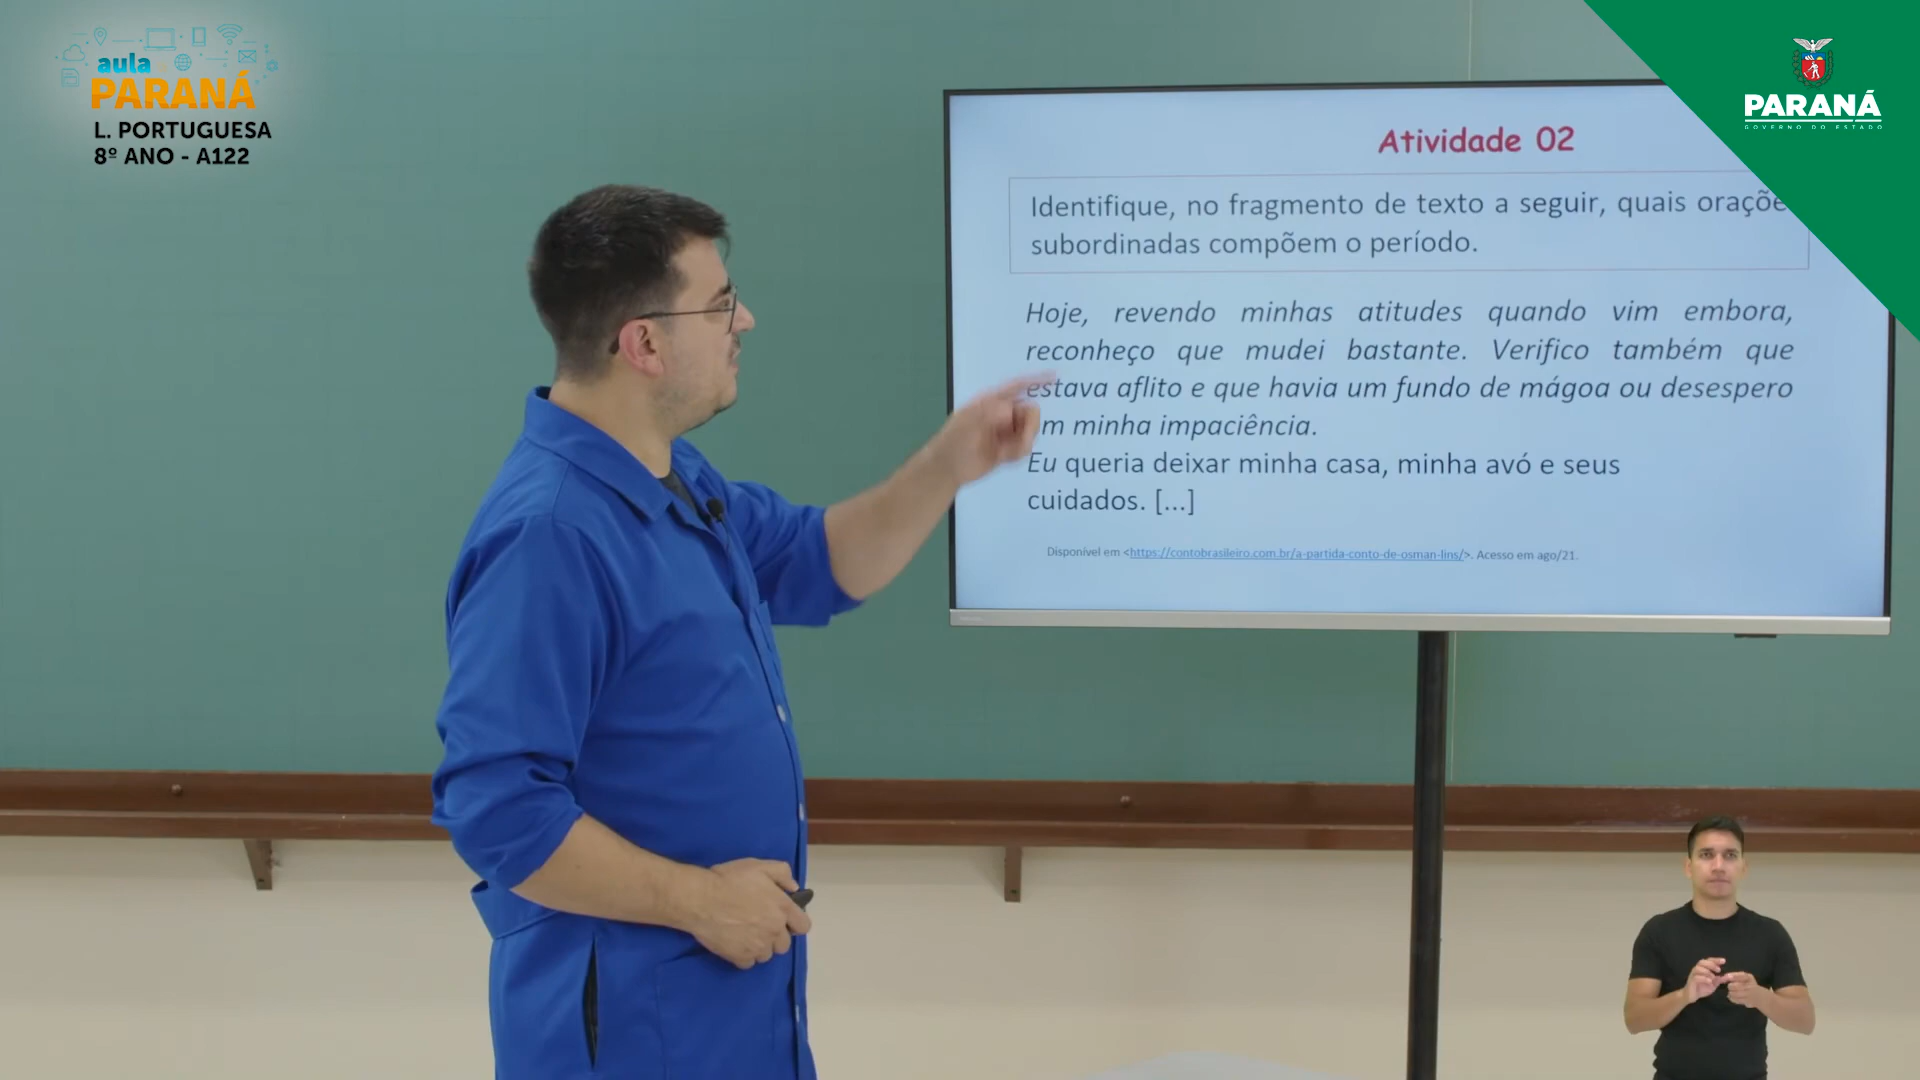 aula
PARANÁ
L. PORTUGUESA
8º ANO - A122
PARANÁ
GOVERNO DO ESTADO
Atividade 02
Identifique, no fragmento de texto a seguir, quais oraçõe
subordinadas compõem o período.
Hoje, revendo minhas atitudes quando vim embora,
reconheço que mudei bastante. Verifico também que
estava aflito e que havia um fundo de mágoa ou desespero
m minha impaciência.
Eu queria deixar minha casa, minha avó e seus
cuidados. [...]
Disponível em <https://contobrasileiro.com.br/a-partida-conto-de-osman-lins/>. Acesso em ago/21.